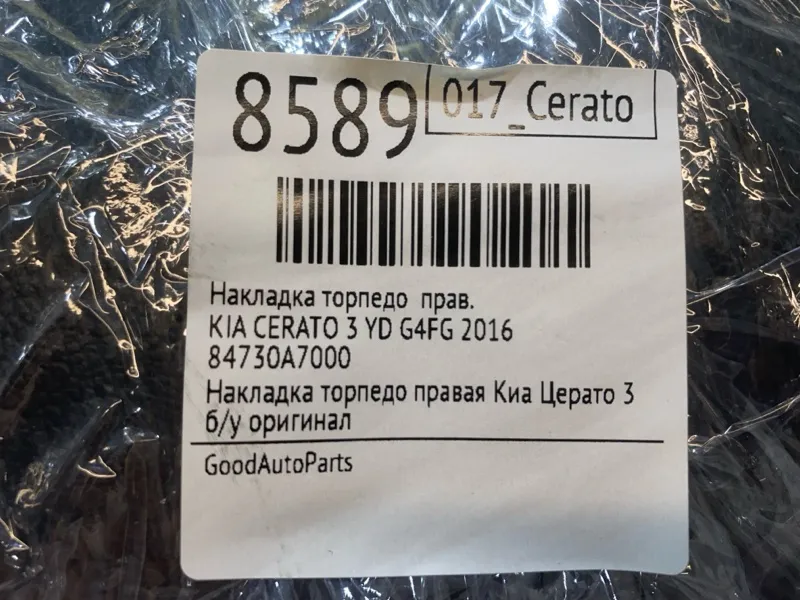 8589 017_Cerato
Накладка торпедо прав.
KIA CERATO 3 YD G4FG 2016
84730A7000
Накладка торпедо правая Киа Церато 3
б/у оригинал
GoodAutoParts